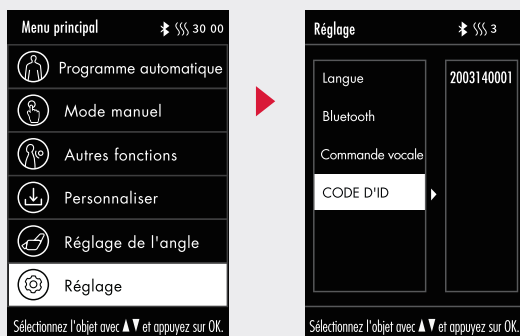 Menu principal 30 00
Programme automatique
Mode manuel
Autres fonctions
Personnaliser
Réglage de l'angle
Réglage
Sélectionnez l'objet avec ▲▼ et appuyez sur OK.
Réglage 3
Langue
2003140001
Bluetooth
Commande vocale
CODE D'ID
Sélectionnez l'objet avec ▲▼ et appuyez sur OK.